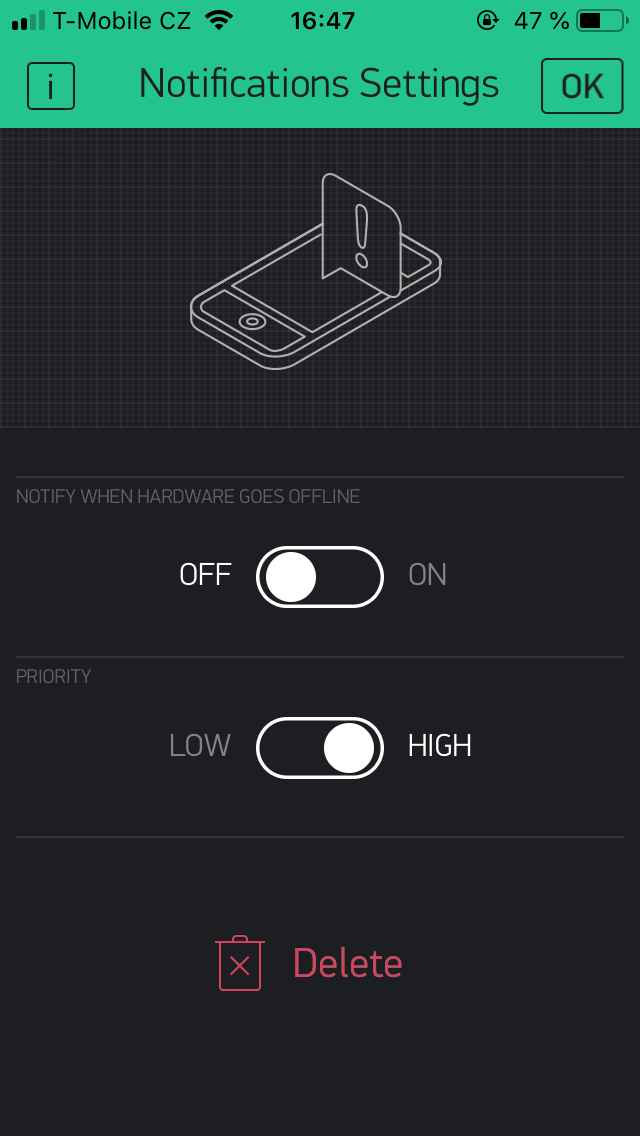 T-Mobile CZ 16:47 47 %
i Notifications Settings OK
!
NOTIFY WHEN HARDWARE GOES OFFLINE
OFF ON
PRIORITY
LOW HIGH
Delete